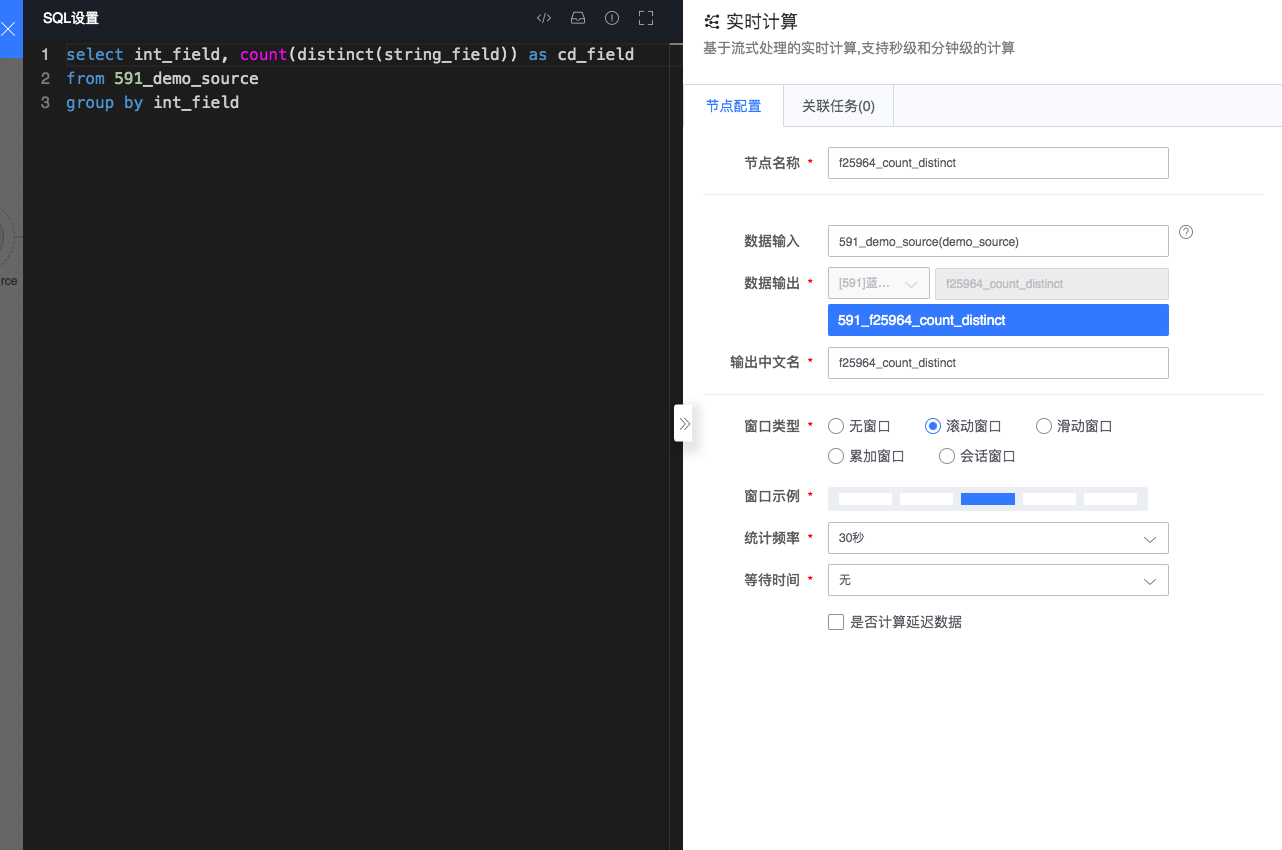 SQL设置
1 select int_field, count(distinct(string_field)) as cd_field
2 from 591_demo_source
3 group by int_field
rce
实时计算
基于流式处理的实时计算,支持秒级和分钟级的计算
节点配置 关联任务(0)
节点名称 * f25964_count_distinct
数据输入 591_demo_source(demo_source)
数据输出 * [591]蓝... f25964_count_distinct
591_f25964_count_distinct
输出中文名 * f25964_count_distinct
窗口类型 * 无窗口 滚动窗口 滑动窗口
累加窗口 会话窗口
窗口示例 *
统计频率 * 30秒
等待时间 * 无
是否计算延迟数据